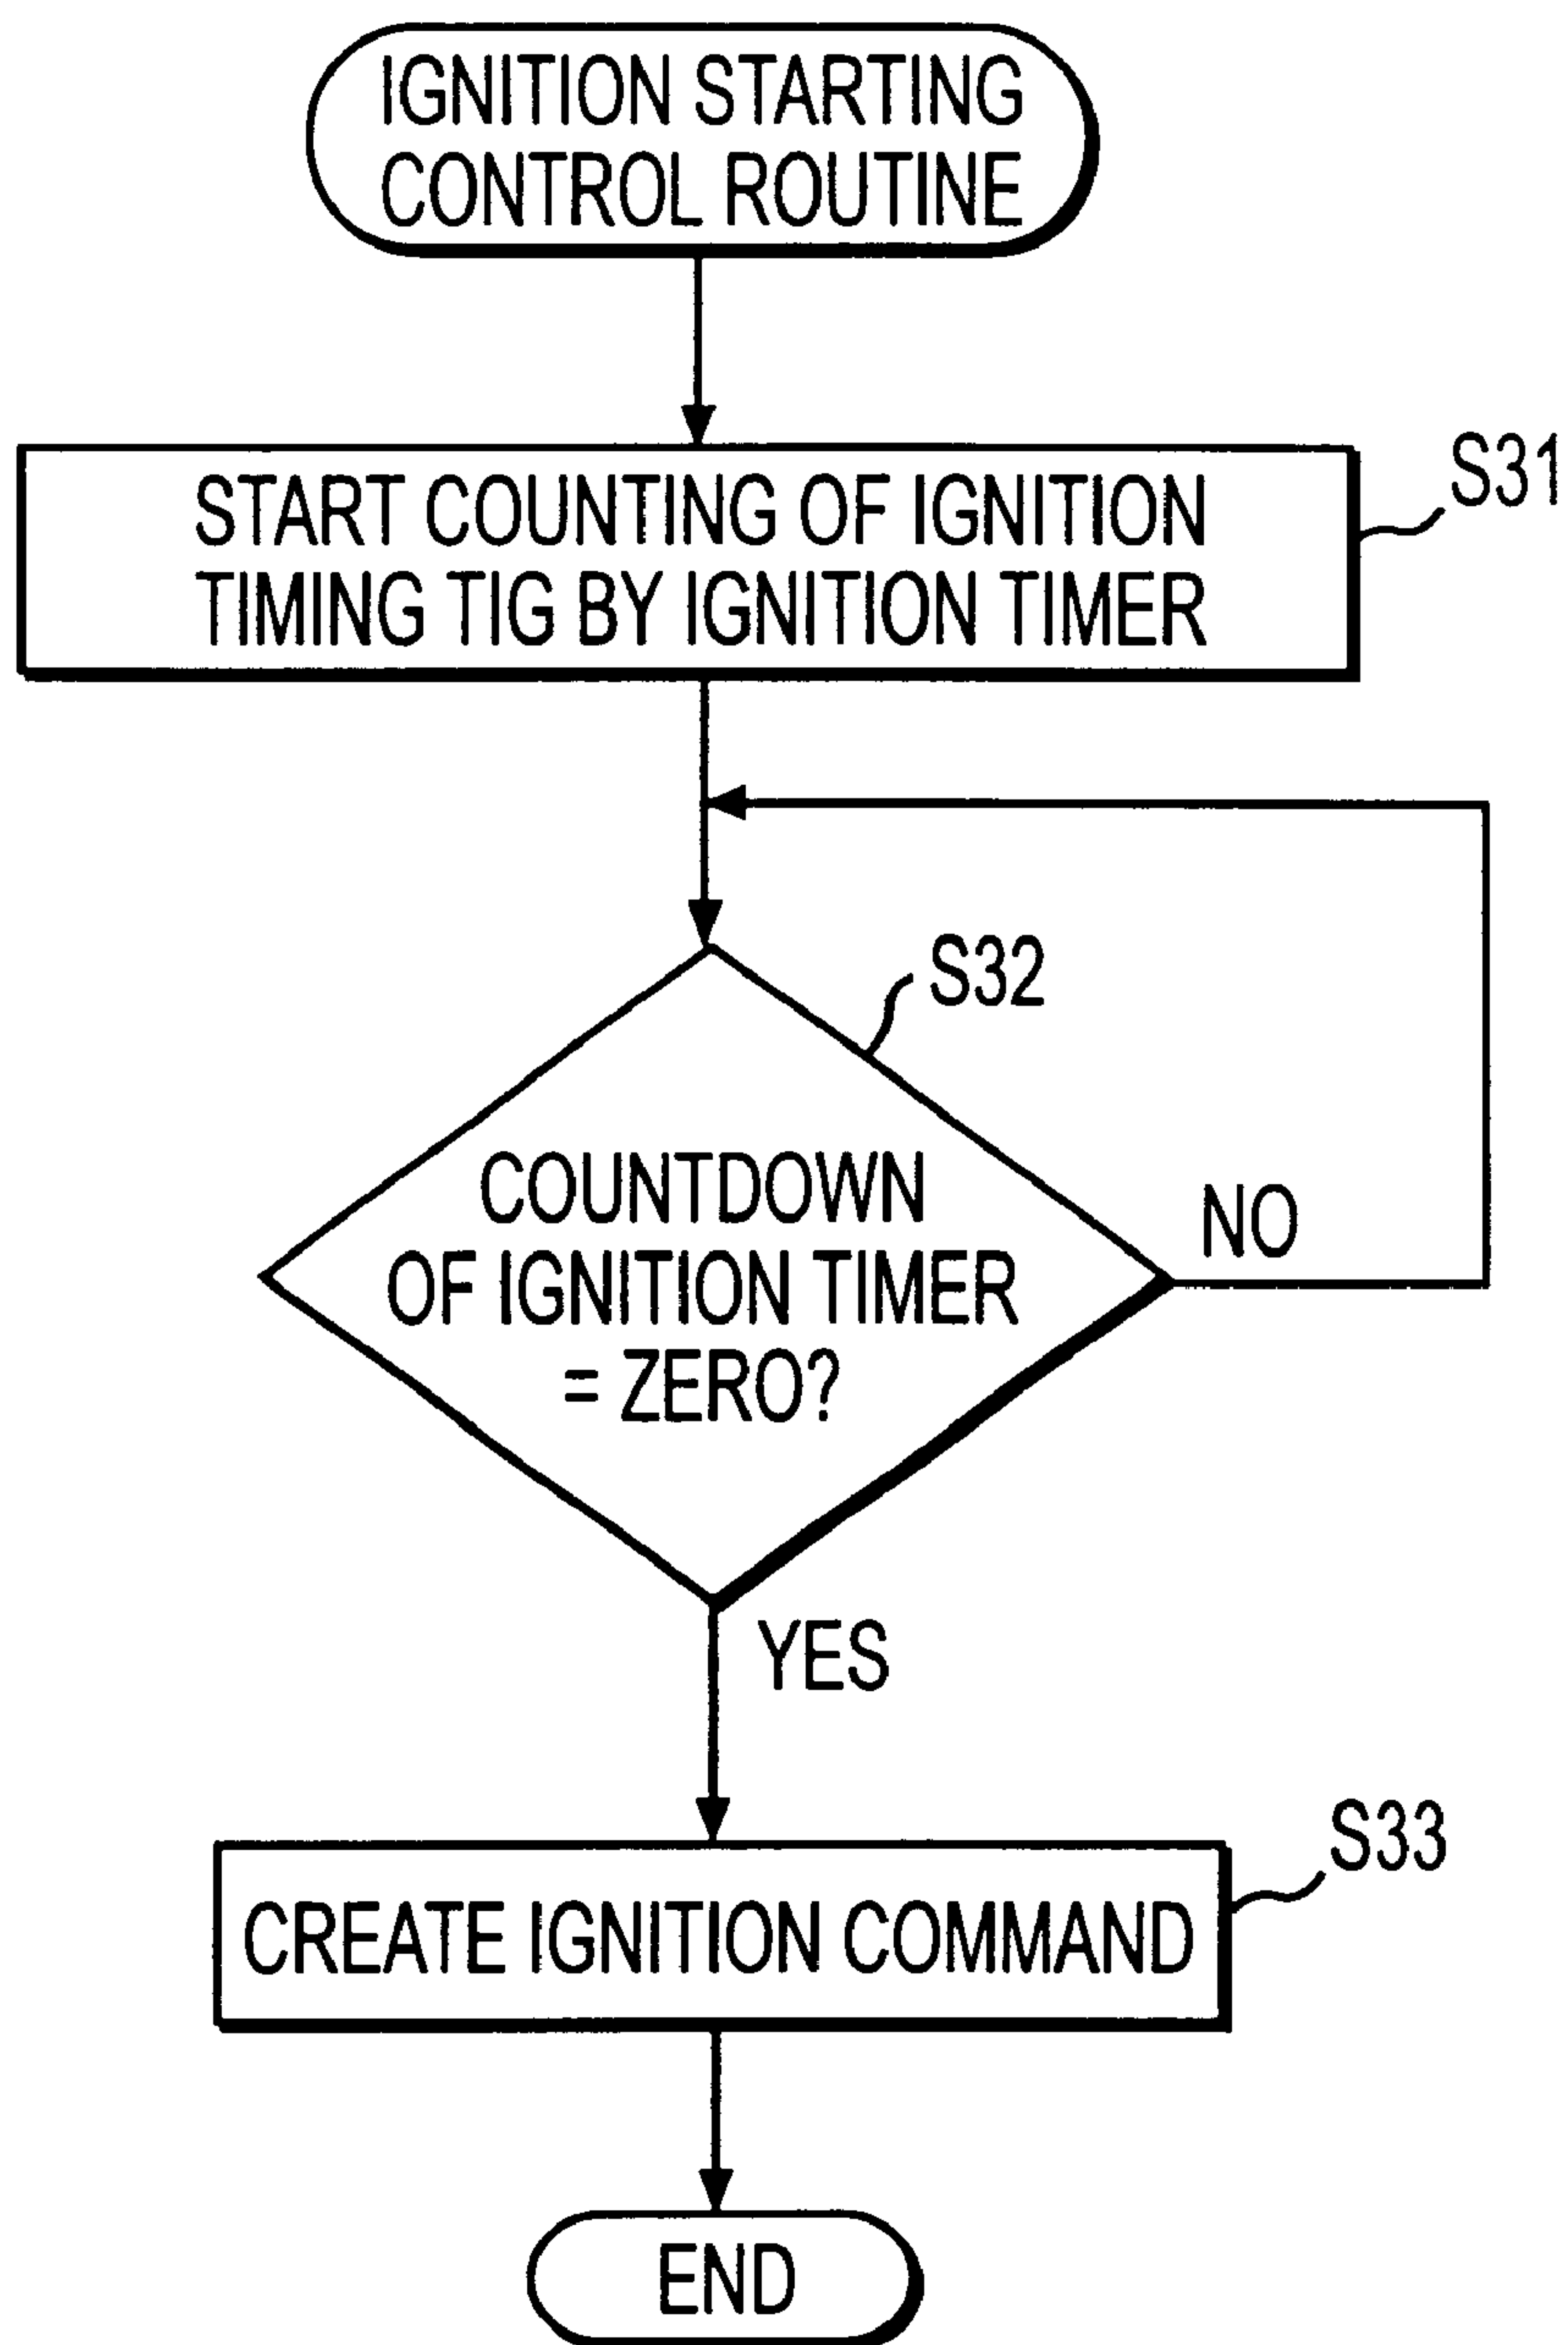 IGNITION STARTING
CONTROL ROUTINE
S31
START COUNTING OF IGNITION
TIMING TIG BY IGNITION TIMER
S32
COUNTDOWN
OF IGNITION TIMER
= ZERO?
NO
YES
S33
CREATE IGNITION COMMAND
END